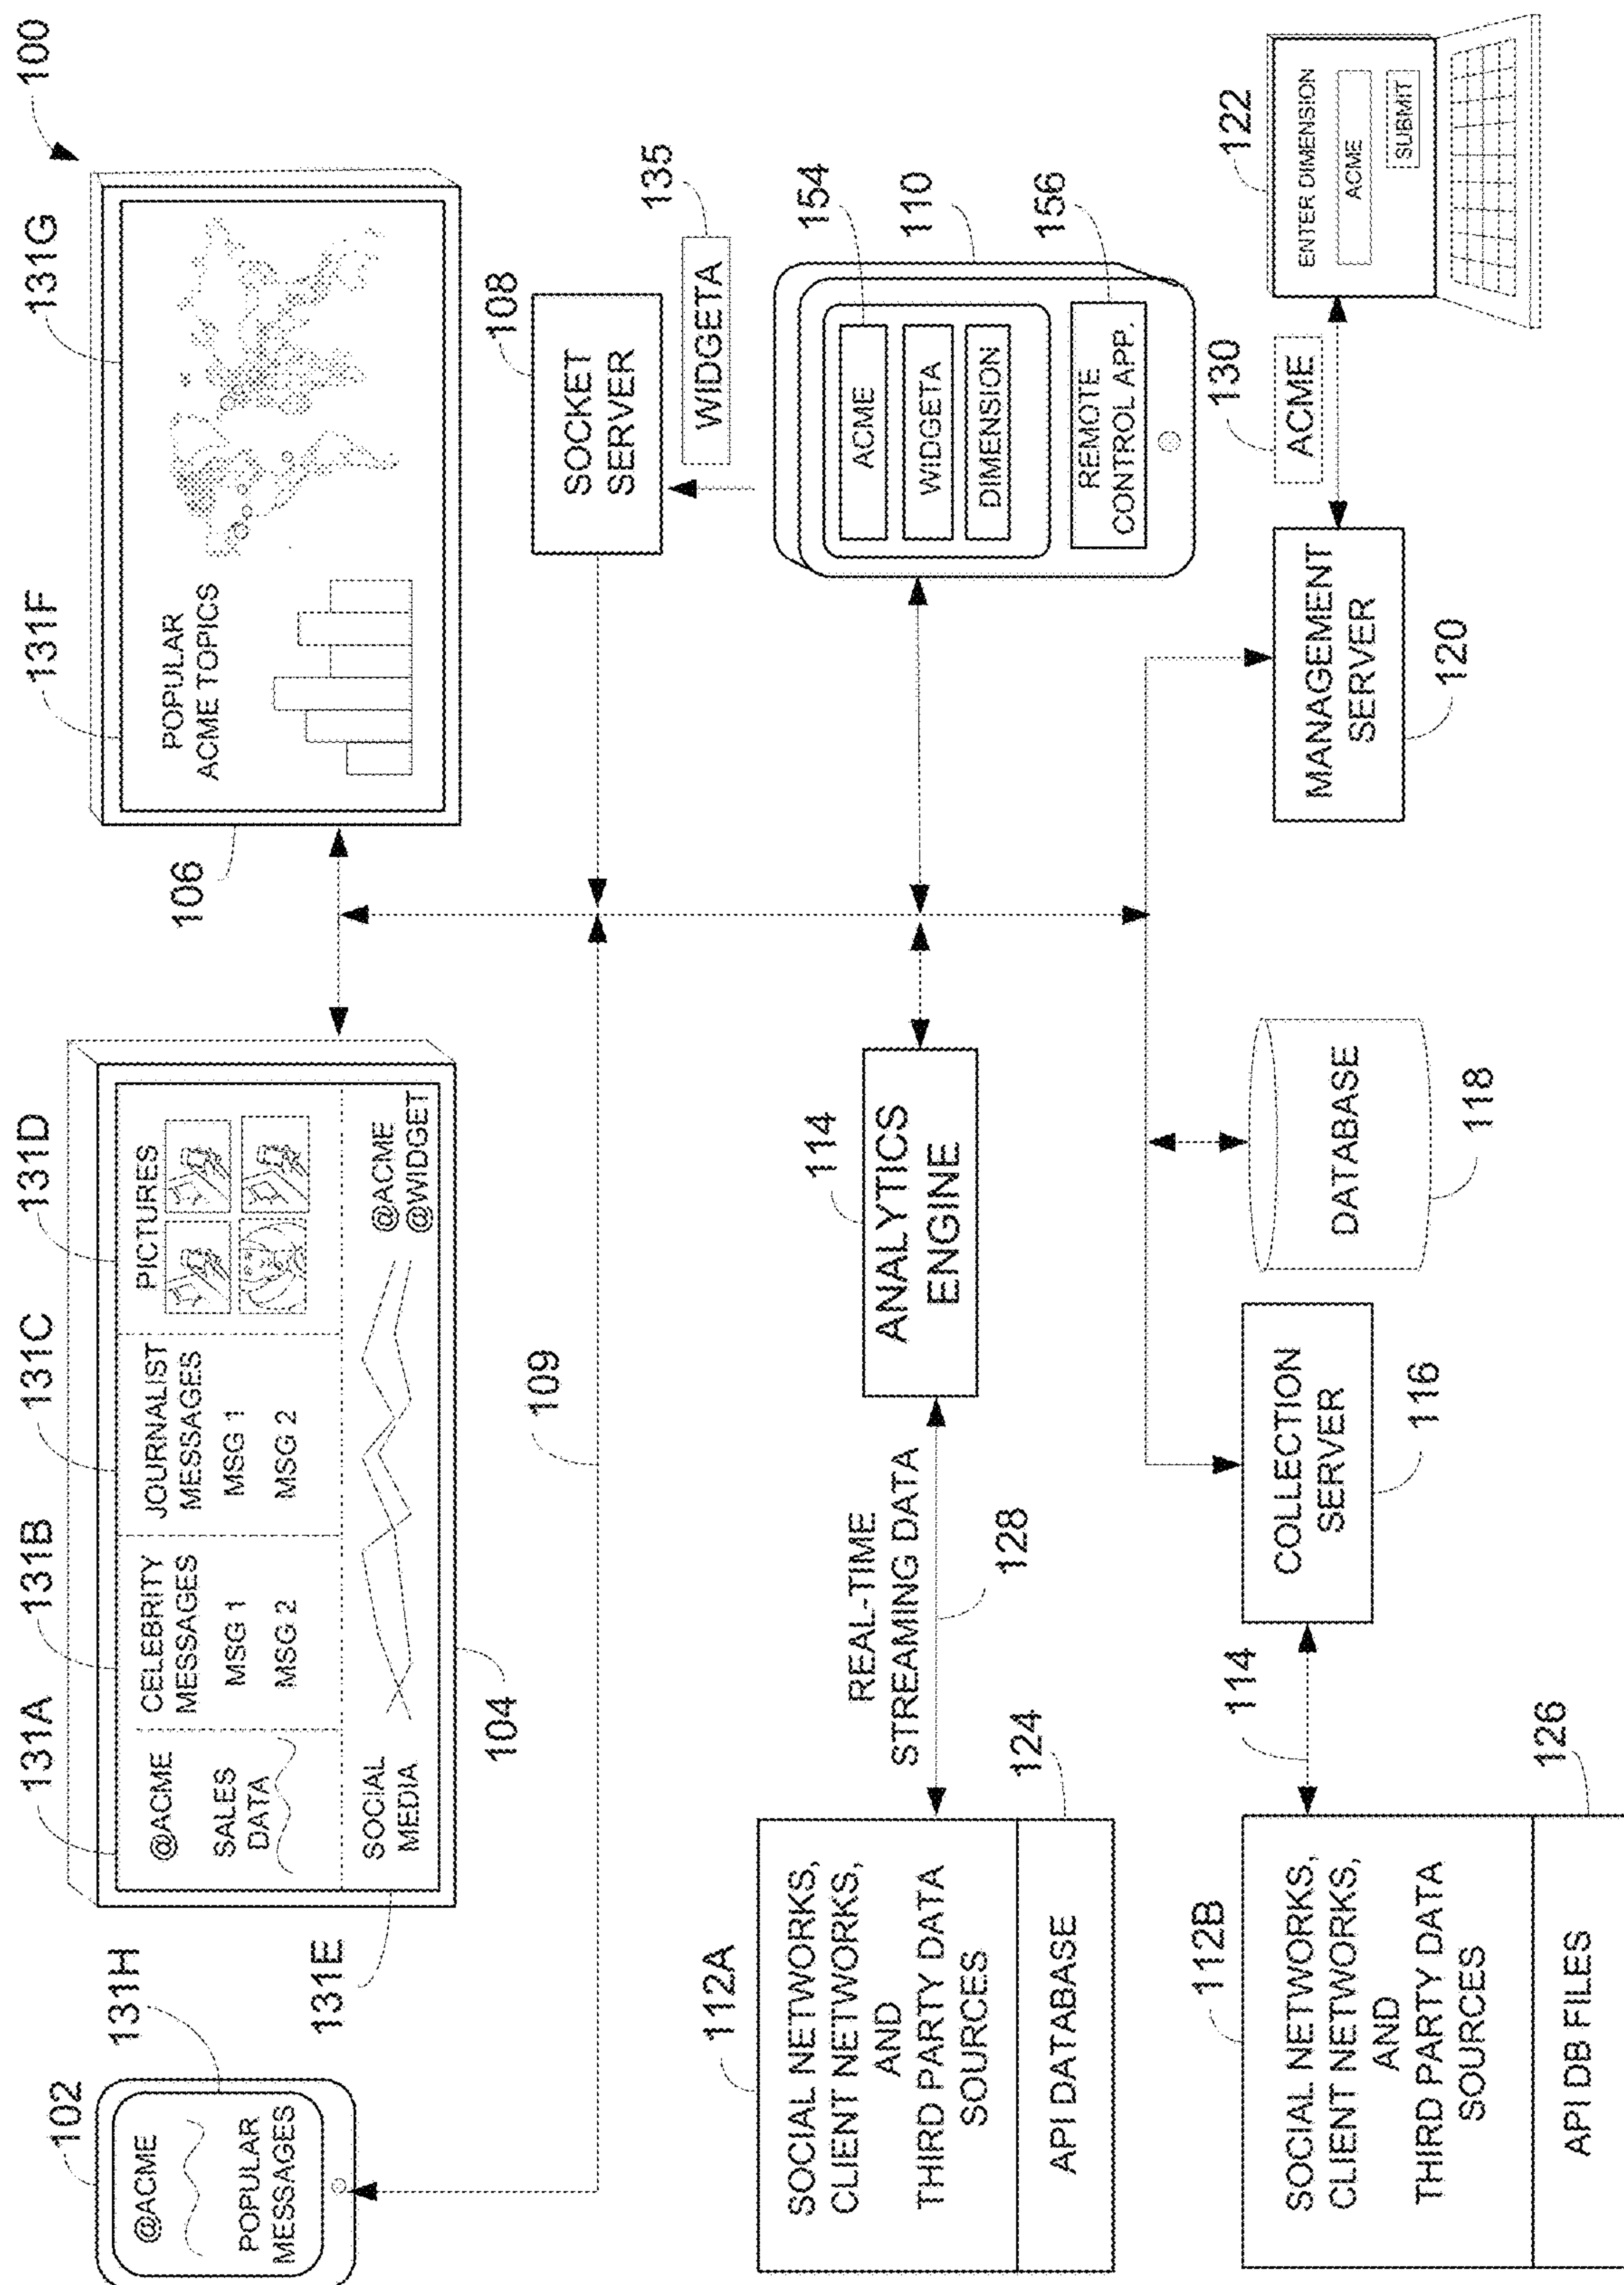 100
102
131H
@ACME
POPULAR
MESSAGES
131A
131B
131C
131D
@ACME
SALES
DATA
CELEBRITY
MESSAGES
MSG 1
MSG 2
JOURNALIST
MESSAGES
MSG 1
MSG 2
PICTURES
SOCIAL
MEDIA
@ACME
@WIDGET
131E
104
131F
131G
POPULAR
ACME TOPICS
106
108
SOCKET
SERVER
135
WIDGETA
109
154
110
156
ACME
WIDGETA
DIMENSION
REMOTE
CONTROL APP.
112A
SOCIAL NETWORKS,
CLIENT NETWORKS,
AND
THIRD PARTY DATA
SOURCES
API DATABASE
124
REAL-TIME
STREAMING DATA
128
114
ANALYTICS
ENGINE
112B
SOCIAL NETWORKS,
CLIENT NETWORKS,
AND
THIRD PARTY DATA
SOURCES
API DB FILES
126
114
COLLECTION
SERVER
116
DATABASE
118
MANAGEMENT
SERVER
120
130
ACME
122
ENTER DIMENSION
ACME
SUBMIT